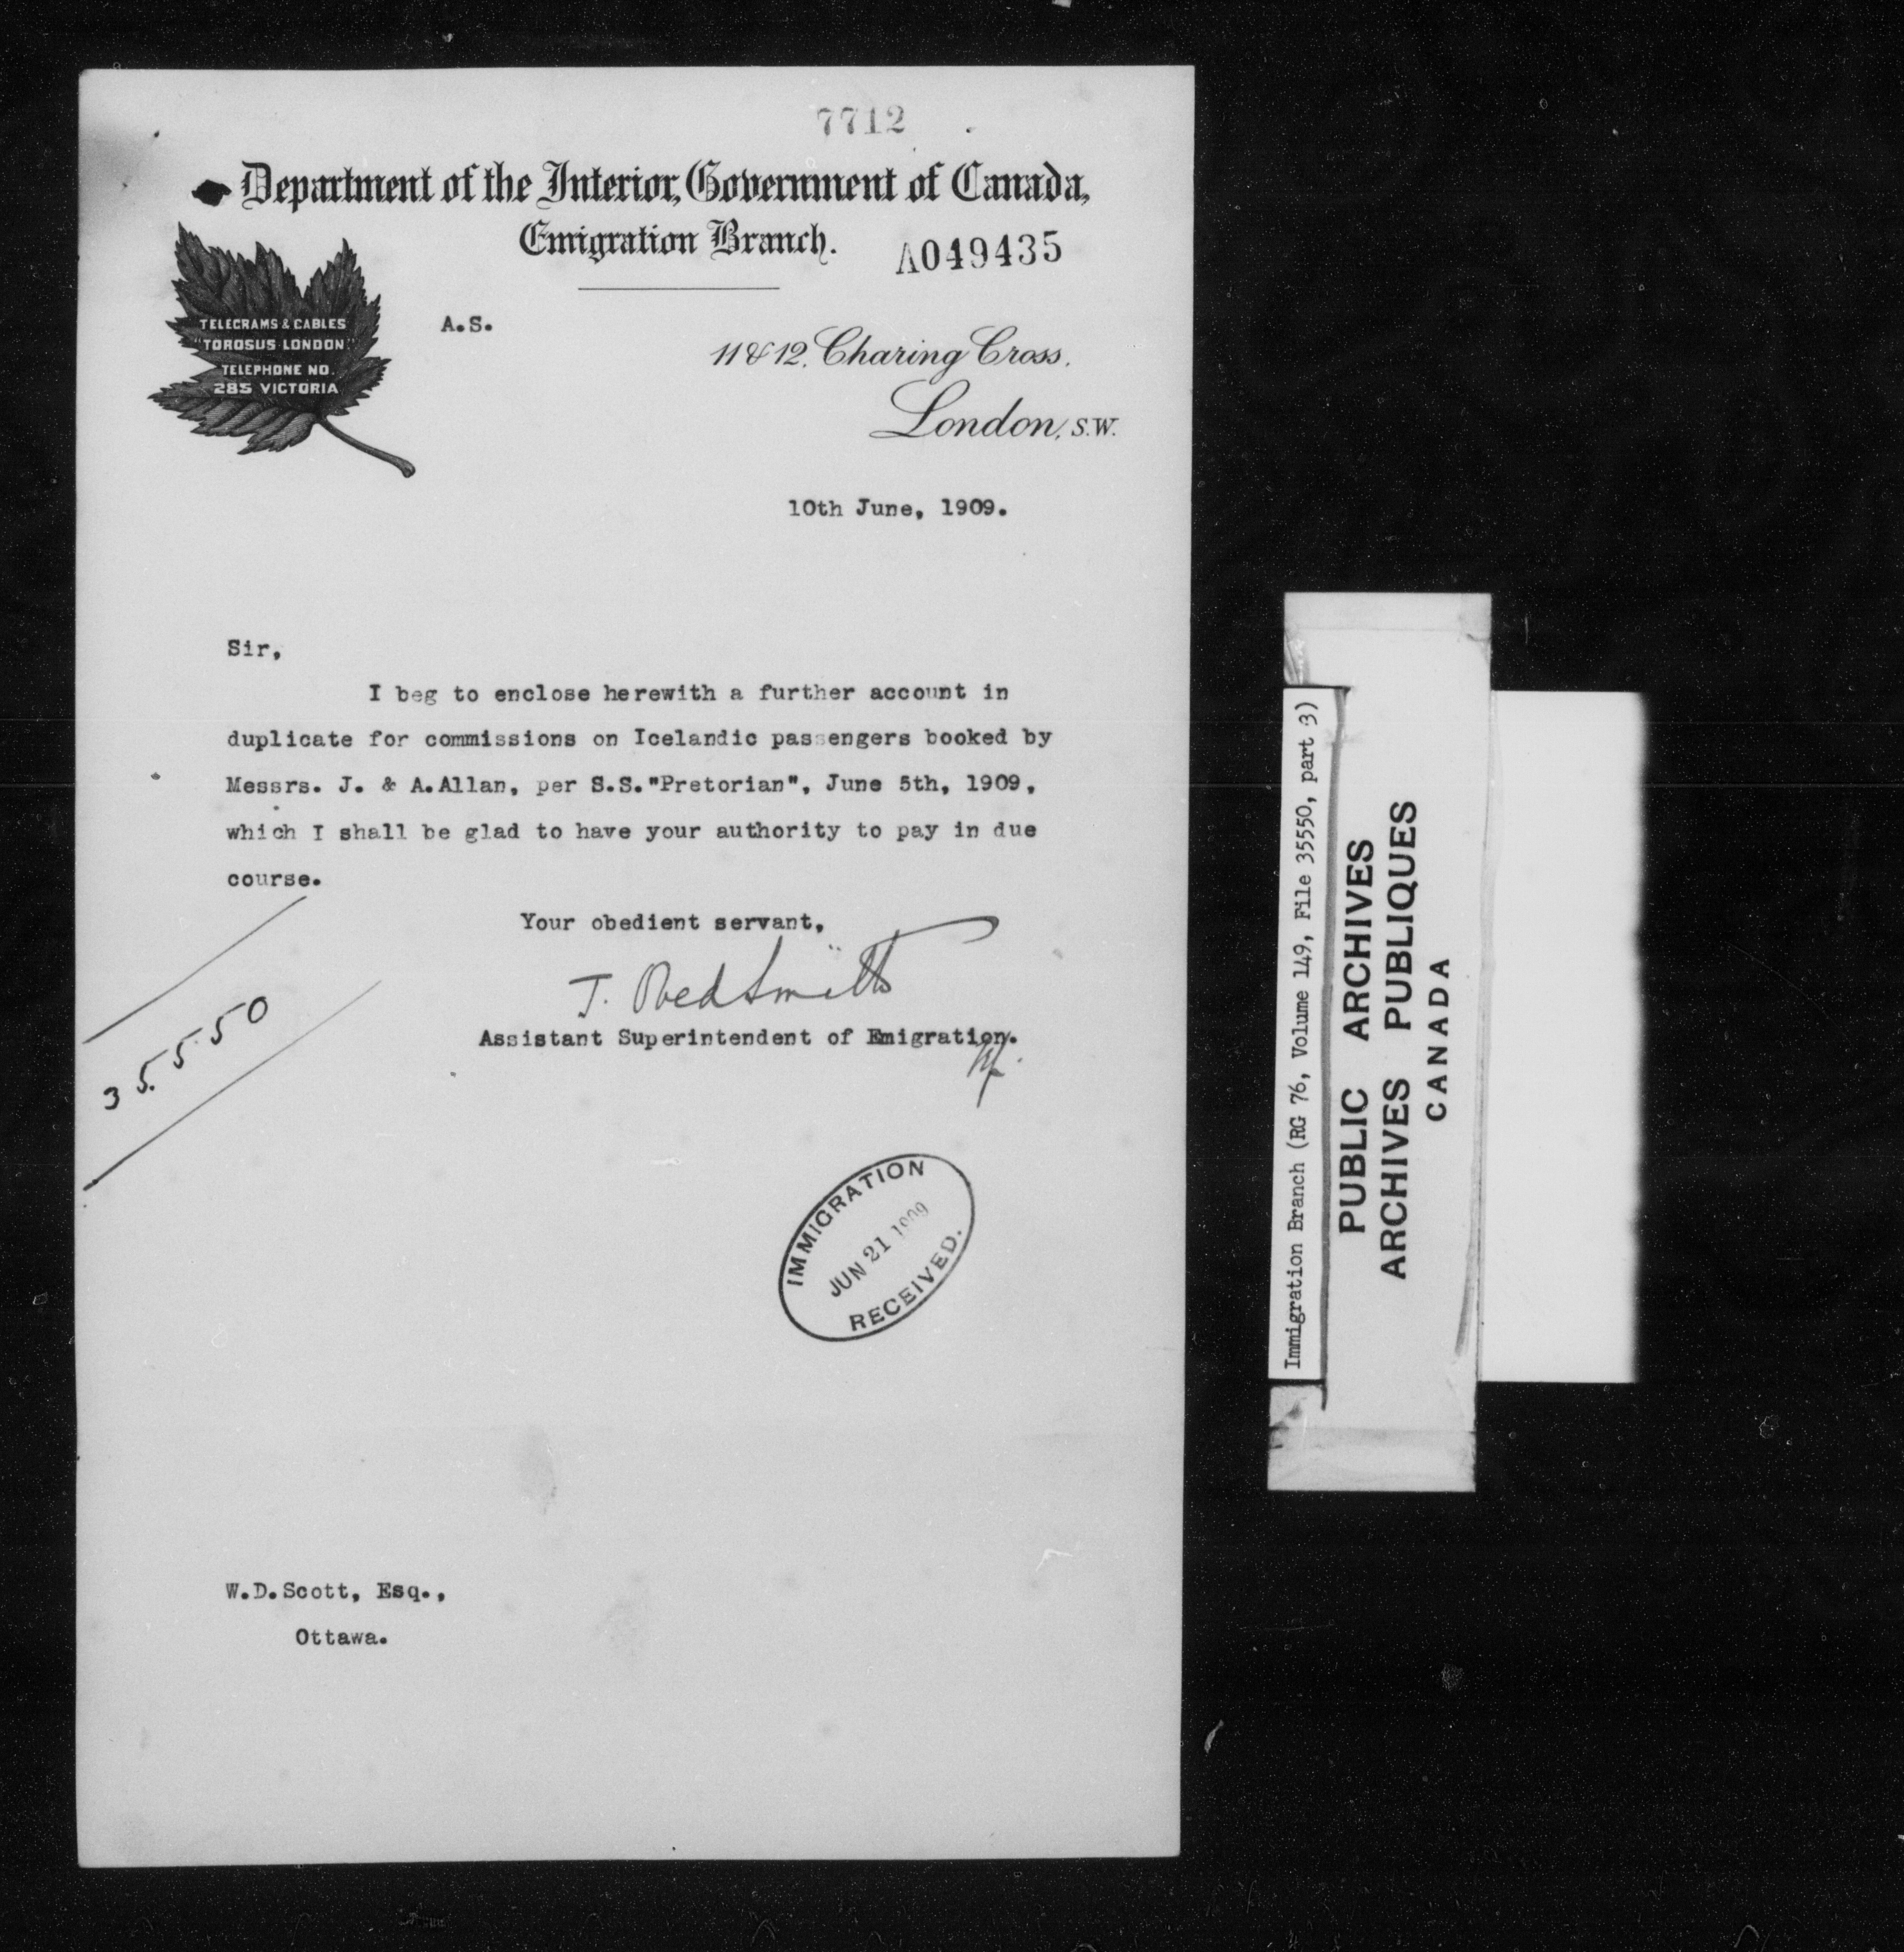 7712
Department of the Interior, Government of Canada,
Emigration Branch.
A049435
TELEGRAMS & CABLES
"TOROSUS LONDON."
TELEPHONE NO.
285 VICTORIA
A.S.
11 & 12, Charing Cross,
London, S.W.
10th June, 1909.
Sir,
I beg to enclose herewith a further account in
duplicate for commissions on Icelandic passengers booked by
Messrs. J. & A.Allan, per S.S."Pretorian", June 5th, 1909,
which I shall be glad to have your authority to pay in due
course.
Your obedient servant,
J. Obed Smith
Assistant Superintendent of Emigration.
35550
IMMIGRATION
JUN 21 1909
RECEIVED.
W.D.Scott, Esq.,
Ottawa.
Immigration Branch (RG 76, Volume 149, File 35550, part 3)
PUBLIC ARCHIVES
ARCHIVES PUBLIQUES
CANADA